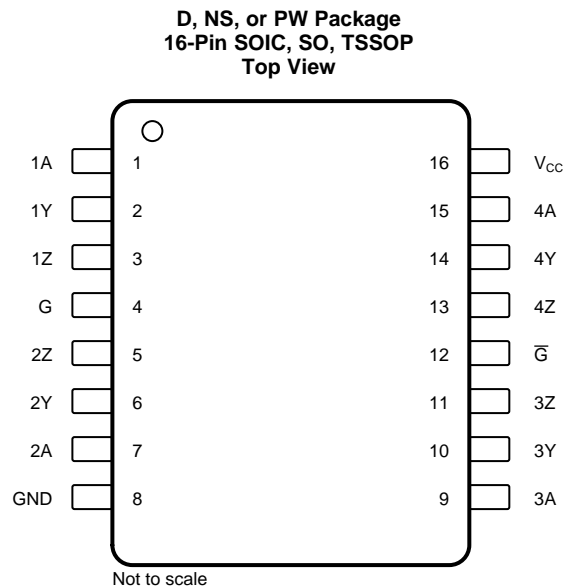 D, NS, or PW Package
16-Pin SOIC, SO, TSSOP
Top View
1A 1 16 V_CC
1Y 2 15 4A
1Z 3 14 4Y
G 4 13 4Z
2Z 5 12 G̅
2Y 6 11 3Z
2A 7 10 3Y
GND 8 9 3A
Not to scale